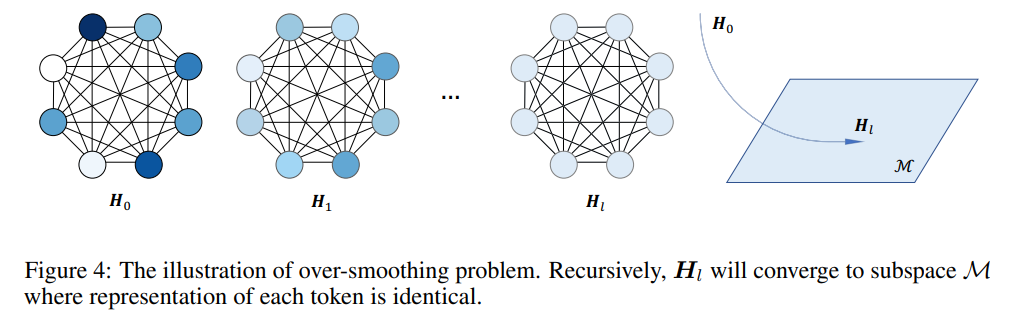 H₀
H₁
...
Hₗ
H₀
Hₗ
ℳ
Figure 4: The illustration of over-smoothing problem. Recursively, Hₗ will converge to subspace ℳ
where representation of each token is identical.